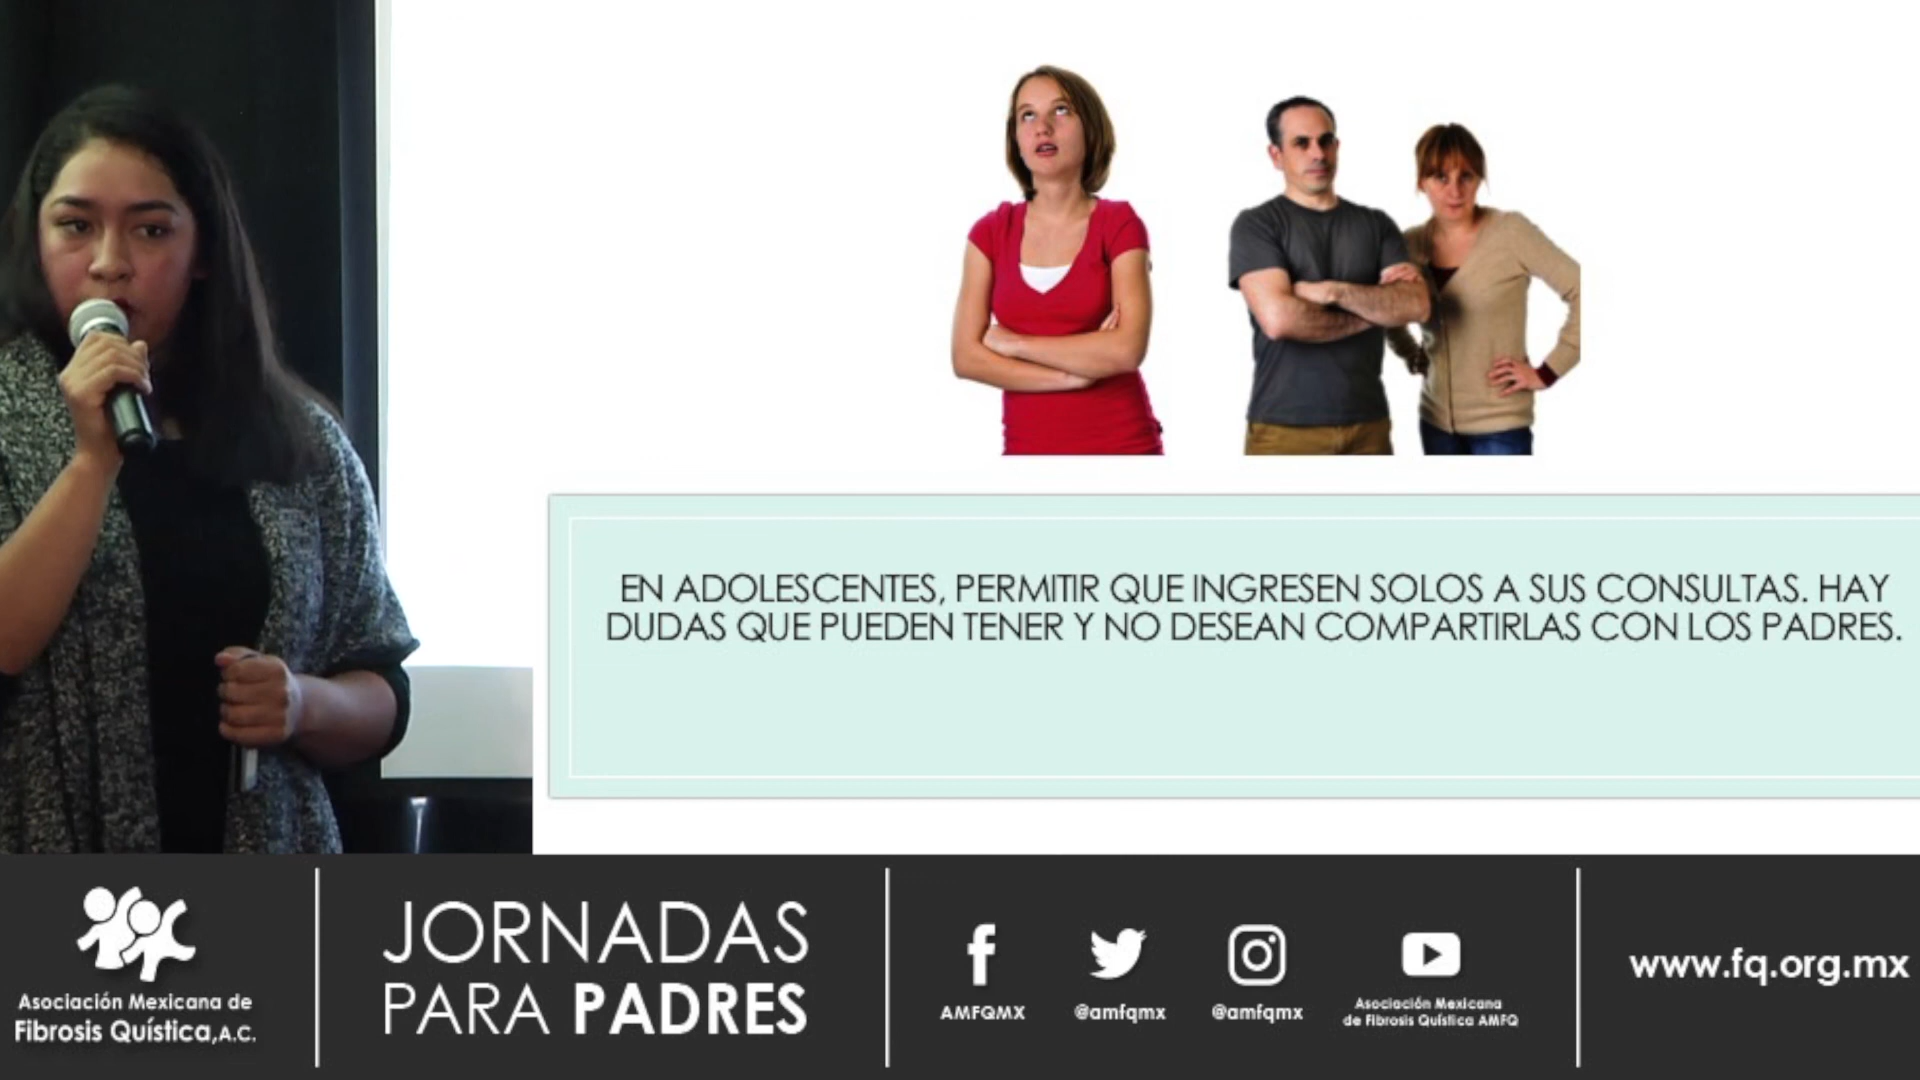 EN ADOLESCENTES, PERMITIR QUE INGRESEN SOLOS A SUS CONSULTAS. HAY
DUDAS QUE PUEDEN TENER Y NO DESEAN COMPARTIRLAS CON LOS PADRES.
Asociación Mexicana de
Fibrosis Quística, A.C.
JORNADAS
PARA PADRES
AMFQMX
@amfqmx
@amfqmx
Asociación Mexicana
de Fibrosis Quística AMFQ
www.fq.org.mx